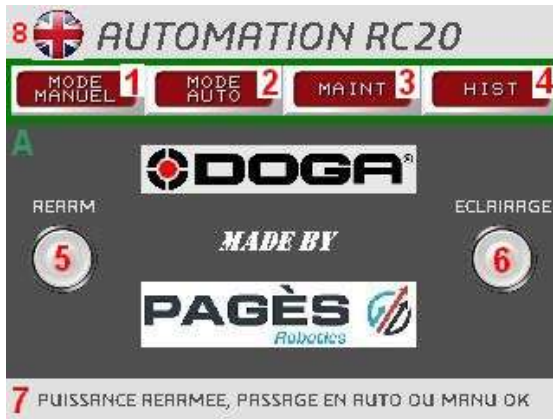 8 AUTOMATION RC20
MODE MANUEL 1 MODE AUTO 2 MAINT 3 HIST 4
A
DOGA®
REARM ECLAIRAGE
5 MADE BY 6
PAGÈS
Robotics
7 PUISSANCE REARMEE, PASSAGE EN AUTO OU MANU OK